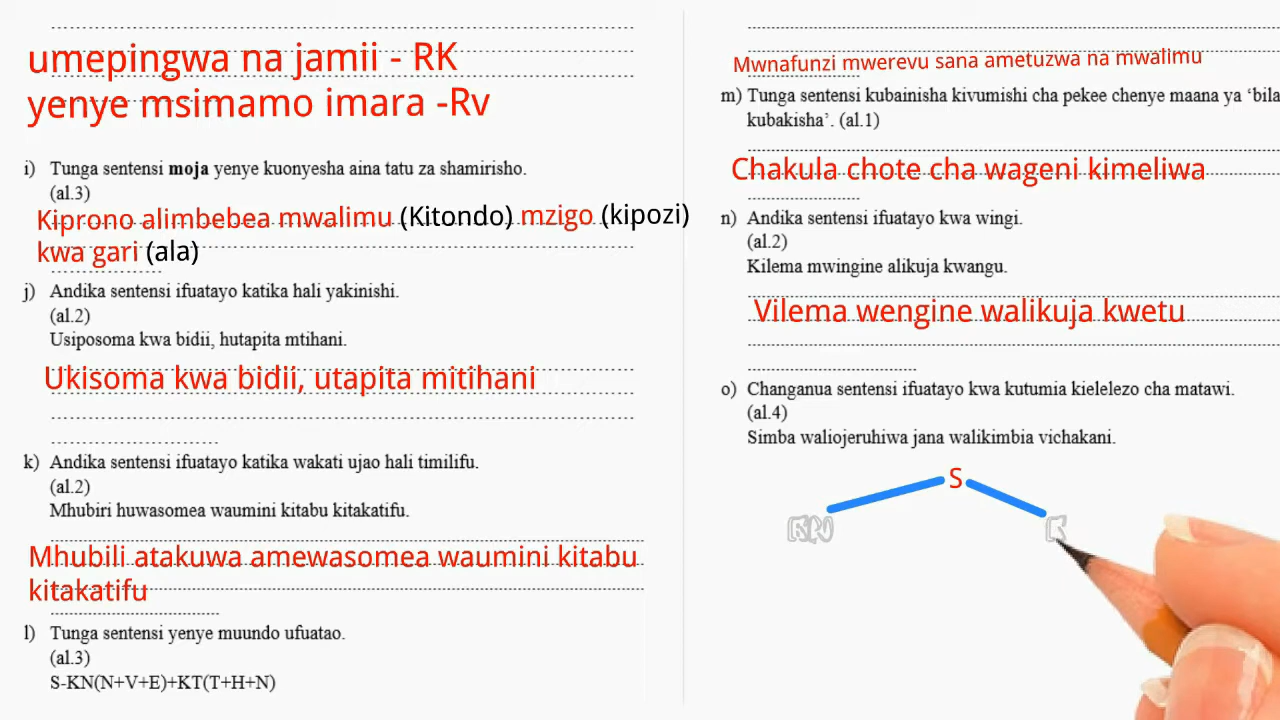 umepingwa na jamii - RK
yenye msimamo imara -Rv
i) Tunga sentensi moja yenye kuonyesha aina tatu za shamirisho.
(al.3)
Kiprono alimbebea mwalimu (Kitondo) mzigo (kipozi)
kwa gari (ala)
j) Andika sentensi ifuatayo katika hali yakinishi.
(al.2)
Usiposoma kwa bidii, hutapita mtihani.
Ukisoma kwa bidii, utapita mitihani
k) Andika sentensi ifuatayo katika wakati ujao hali timilifu.
(al.2)
Mhubiri huwasomea waumini kitabu kitakatifu.
Mhubili atakuwa amewasomea waumini kitabu
kitakatifu
l) Tunga sentensi yenye muundo ufuatao.
(al.3)
S-KN(N+V+E)+KT(T+H+N)
Mwnafunzi mwerevu sana ametuzwa na mwalimu
m) Tunga sentensi kubainisha kivumishi cha pekee chenye maana ya ‘bila
kubakisha’. (al.1)
Chakula chote cha wageni kimeliwa
n) Andika sentensi ifuatayo kwa wingi.
(al.2)
Kilema mwingine alikuja kwangu.
Vilema wengine walikuja kwetu
o) Changanua sentensi ifuatayo kwa kutumia kielelezo cha matawi.
(al.4)
Simba waliojeruhiwa jana walikimbia vichakani.
S